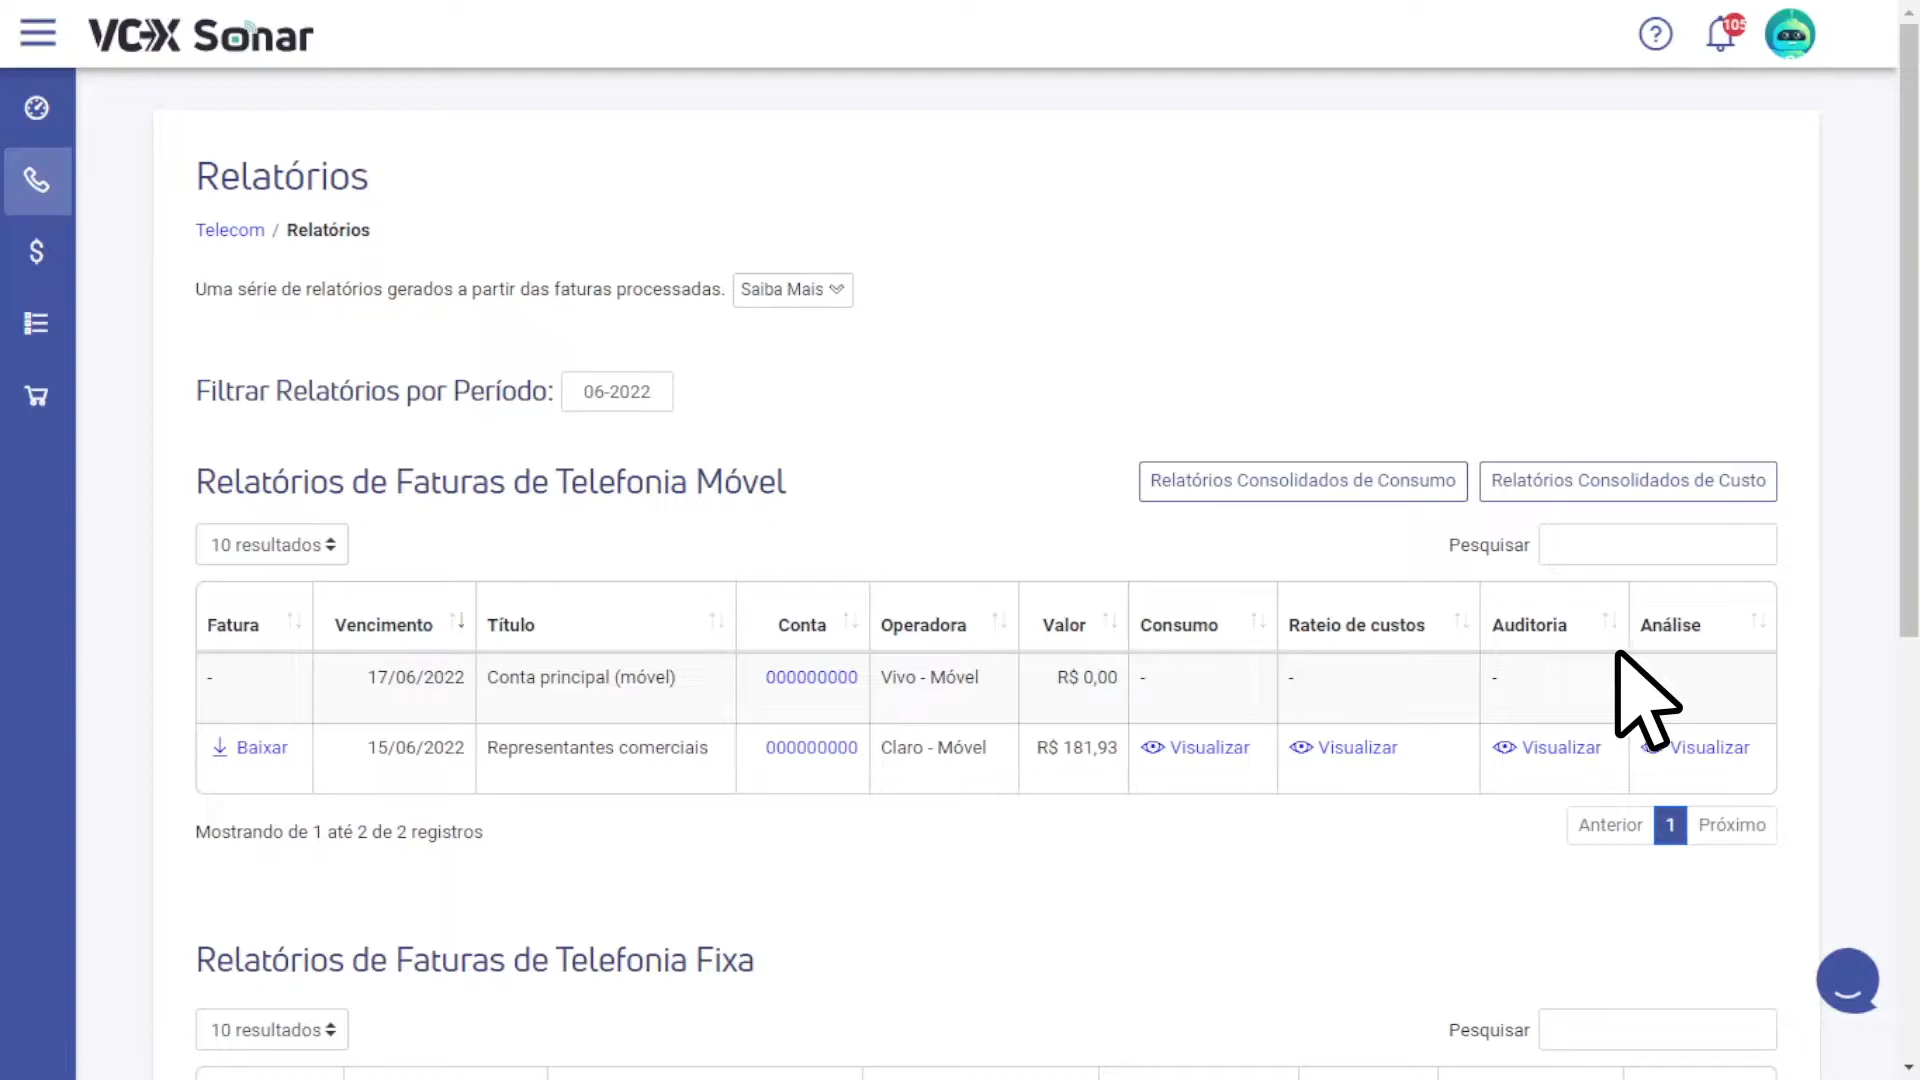 VC-X Sonar
105
Relatórios
Telecom / Relatórios
Uma série de relatórios gerados a partir das faturas processadas. Saiba Mais
Filtrar Relatórios por Período: 06-2022
Relatórios de Faturas de Telefonia Móvel
Relatórios Consolidados de Consumo
Relatórios Consolidados de Custo
10 resultados
Pesquisar
Fatura Vencimento Título Conta Operadora Valor Consumo Rateio de custos Auditoria Análise
- 17/06/2022 Conta principal (móvel) 000000000 Vivo - Móvel R$ 0,00 - - -
Baixar 15/06/2022 Representantes comerciais 000000000 Claro - Móvel R$ 181,93 Visualizar Visualizar Visualizar Visualizar
Mostrando de 1 até 2 de 2 registros
Anterior 1 Próximo
Relatórios de Faturas de Telefonia Fixa
10 resultados
Pesquisar